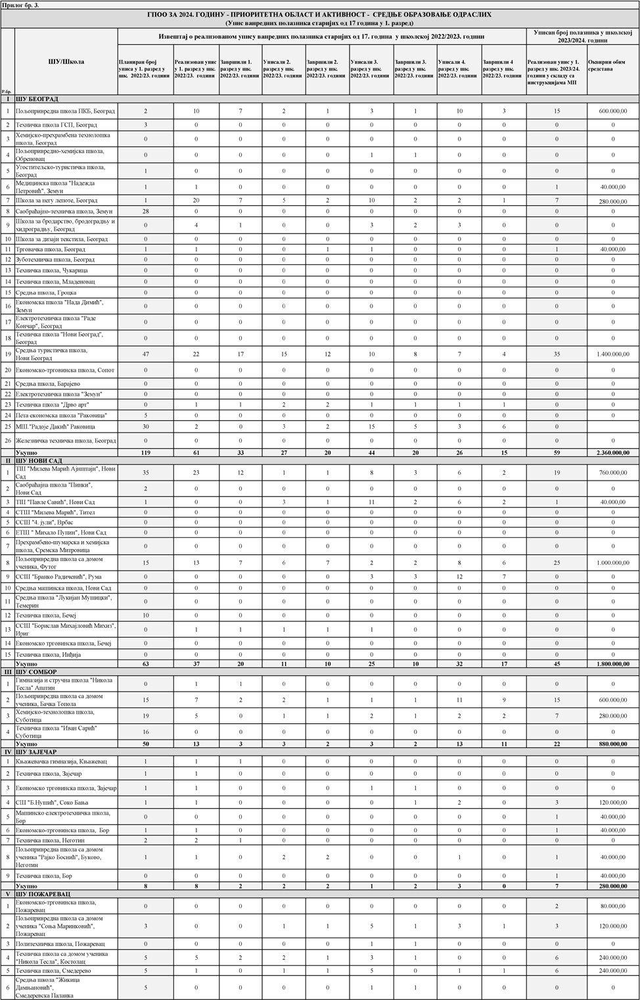 Прилог бр. 3.
ГПОО ЗА 2024. ГОДИНУ - ПРИОРИТЕТНА ОБЛАСТ И АКТИВНОСТ - СРЕДЊЕ ОБРАЗОВАЊЕ ОДРАСЛИХ
(Упис ванредних полазника старијих од 17 година у 1. разред)
Извештај о реализованом упису ванредних полазника старијих од 17. година у школској 2022/2023. години
Уписан број полазника у школској 2023/2024. години
Р.бр. ШУ/Школа Планиран број уписа у 1. разред у шк. 2022/23. години Реализован упис у 1. разред у шк. 2022/23. години Завршили 1. разред у шк. 2022/23. години Уписали 2. разред у шк. 2022/23. години Завршили 2. разред у шк. 2022/23. години Уписали 3. разред у шк. 2022/23. години Завршили 3. разред у шк. 2022/23. години Уписали 4. разред у шк. 2022/23. години Завршили 4 разред у шк. 2022/23. години Реализован упис у 1. разред у шк. 2023/24. години у складу са инструкцијама МП Оквирни обим средстава
I ШУ БЕОГРАД
1 Пољопривредна школа ПКБ, Београд 2 10 7 2 1 3 1 10 3 15 600.000,00
2 Техничка школа ГСП, Београд 3 0 0 0 0 0 0 0 0 0 0
3 Хемијско-прехрамбена технолошка школа, Београд 0 0 0 0 0 0 0 0 0 0 0
4 Пољопривредно-хемијска школа, Обреновац 0 0 0 0 0 1 1 0 0 0 0
5 Угоститељско-туристичка школа, Београд 1 0 0 0 0 0 0 0 0 0 0
6 Медицинска школа "Надежда Петровић", Земун 1 1 0 0 0 0 0 0 0 1 40.000,00
7 Школа за негу лепоте, Београд 1 20 7 5 2 10 2 2 1 7 280.000,00
8 Саобраћајно-техничка школа, Земун 28 0 0 0 0 0 0 0 0 0 0
9 Школа за бродарство, бродоградњу и хидроградњу, Београд 0 4 1 0 0 3 2 3 0 0 0
10 Школа за дизајн текстила, Београд 0 0 0 0 0 0 0 0 0 0 0
11 Трговачка школа, Београд 1 1 0 0 1 1 0 0 0 1 40.000,00
12 Зуботехничка школа, Београд 0 0 0 0 0 0 0 0 0 0 0
13 Техничка школа, Чукарица 0 0 0 0 0 0 0 0 0 0 0
14 Техничка школа, Младеновац 0 0 0 0 0 0 0 0 0 0 0
15 Средња школа, Гроцка 0 0 0 0 0 0 0 0 0 0 0
16 Економска школа "Нада Димић", Земун 0 0 0 0 0 0 0 0 0 0 0
17 Електротехничка школа "Раде Кончар", Београд 0 0 0 0 0 0 0 0 0 0 0
18 Техничка школа "Нови Београд", Београд 0 0 0 0 0 0 0 0 0 0 0
19 Средња туристичка школа, Нови Београд 47 22 17 15 12 10 8 7 4 35 1.400.000,00
20 Економско-трговинска школа, Сопот 0 0 0 0 0 0 0 0 0 0 0
21 Средња школа, Барајево 0 0 0 0 0 0 0 0 0 0 0
22 Електротехничка школа "Земун" 0 0 0 0 0 0 0 0 0 0 0
23 Техничка школа "Дрво арт" 0 1 1 2 2 1 1 1 1 0 0
24 Пета економска школа "Раковица" 5 0 0 0 0 0 0 0 0 0 0
25 МШ."Радоје Дакић" Раковица 30 2 0 3 2 15 5 3 6 0
26 Железничка техничка школа, Београд 0 0 0 0 0 0 0 0 0 0 0
Укупно 119 61 33 27 20 44 20 26 15 59 2.360.000,00
II ШУ НОВИ САД
1 ТШ "Милева Марић Ајнштајн", Нови Сад 35 23 12 1 1 8 3 6 2 19 760.000,00
2 Саобраћајна школа "Пинки", Нови Сад 2 0 0 0 0 0 0 0 0 0 0
3 ТШ "Павле Савић", Нови Сад 1 0 0 3 1 11 2 6 2 1 40.000,00
4 СТШ "Милева Марић", Тител 0 0 0 0 0 0 0 0 0 0 0
5 ССШ "4. јули", Врбас 0 0 0 0 0 0 0 0 0 0 0
6 ЕТШ " Михало Пупин", Нови Сад 0 0 0 0 0 0 0 0 0 0 0
7 Прехрамбено-шумарска и хемијска школа, Сремска Митровица 0 0 0 0 0 0 0 0 0 0 0
8 Пољопривредна школа са домом ученика, Футог 15 13 7 6 7 2 2 8 6 25 1.000.000,00
9 ССШ "Бранко Радичевић", Рума 0 0 0 0 0 3 3 12 7 0 0
10 Средња машинска школа, Нови Сад 0 0 0 0 0 0 0 0 0 0 0
11 Средња школа "Лукијан Мушицки", Темерин 0 0 0 0 0 0 0 0 0 0 0
12 Техничка школа, Бечеј 10 0 0 0 0 0 0 0 0 0 0
13 ССШ "Борислав Михајловић Михиз", Ириг 0 1 1 1 1 1 0 0 0 0 0
14 Економско трговинска школа, Бечеј 0 0 0 0 0 0 0 0 0 0 0
15 Техничка школа, Инђија 0 0 0 0 0 0 0 0 0 0 0
Укупно 63 37 20 11 10 25 10 32 17 45 1.800.000,00
III ШУ СОМБОР
1 Гимназија и стручна школа "Никола Тесла" Апатин 0 1 1 0 0 0 0 0 0 0 0
2 Пољопривредна школа са домом ученика, Бачка Топола 15 7 2 2 1 1 1 11 9 15 600.000,00
3 Хемијско-технолошка школа, Суботица 19 5 0 1 1 2 1 2 2 7 280.000,00
4 Техничка школа "Иван Сарић" Суботица 16 0 0 0 0 0 0 0 0 0 0
Укупно 50 13 3 3 2 3 2 13 11 22 880.000,00
IV ШУ ЗАЈЕЧАР
1 Књажевачка гимназија, Књажевац 1 1 1 0 0 0 0 0 0 0 0
2 Техничка школа, Зајечар 1 1 0 0 0 0 0 0 0 0 0
3 Економско трговинска школа, Зајечар 1 1 0 0 0 1 1 0 0 0 0
4 СШ "Б.Нушић", Соко Бања 1 1 0 0 0 0 1 2 0 3 120.000,00
5 Машинско електротехничка школа, Бор 0 0 0 0 0 0 0 0 0 1 40.000,00
6 Економско-трговинска школа, Бор 1 1 0 0 0 0 0 0 0 1 40.000,00
7 Техничка школа, Неготин 2 2 1 0 0 0 0 0 0 0 0
8 Пољопривредна школа са домом ученика "Рајко Боснић", Буково, Неготин 1 1 0 2 2 0 0 1 0 1 40.000,00
9 Техничка школа, Бор 0 0 0 0 0 0 0 0 0 1 40.000,00
Укупно 8 8 2 2 2 1 2 3 0 7 280.000,00
V ШУ ПОЖАРЕВАЦ
1 Економско-трговинска школа, Пожаревац 0 0 0 0 0 0 0 0 0 2 80.000,00
2 Пољопривредна школа са домом ученика "Соња Маринковић", Пожаревац 3 0 0 1 1 5 1 3 1 3 120.000,00
3 Политехничка школа, Пожаревац 0 0 0 0 0 1 1 0 0 0 0
4 Техничка школа са домом ученика "Никола Тесла", Костолац 5 5 2 2 1 3 1 0 0 6 240.000,00
5 Техничка школа, Смедерево 5 1 0 1 1 5 0 1 1 6 240.000,00
6 Средња школа "Жикица Дамњановић", Смедеревска Паланка 5 0 0 0 0 1 1 0 0 0 0